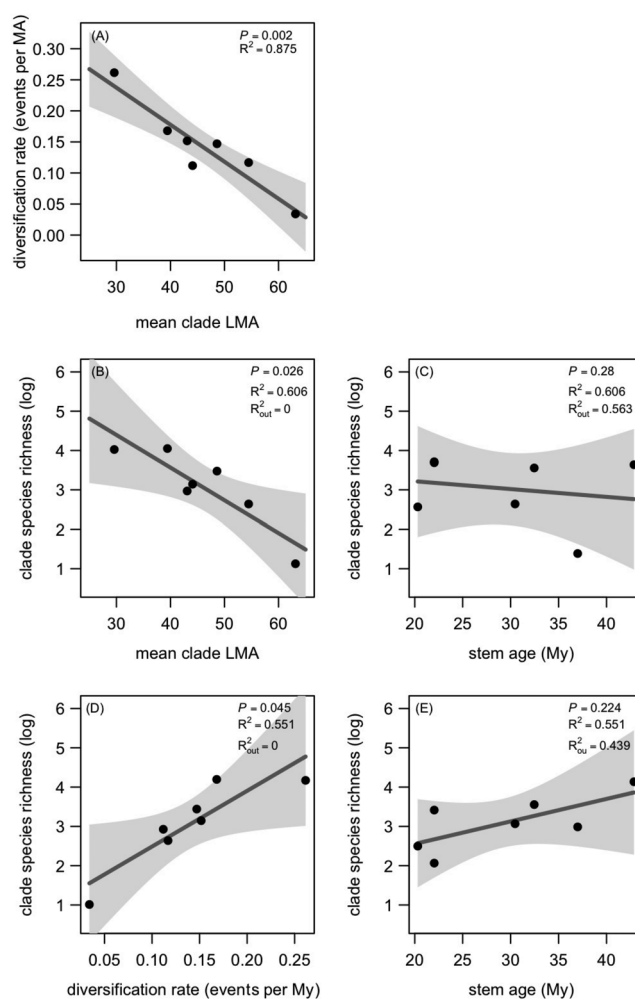 (A)
P = 0.002
R² = 0.875
0.30
0.25
0.20
0.15
0.10
0.05
0.00
diversification rate (events per MA)
30 40 50 60
mean clade LMA
(B)
P = 0.026
R² = 0.606
R²out = 0
6
5
4
3
2
1
clade species richness (log)
30 40 50 60
mean clade LMA
(C)
P = 0.28
R² = 0.606
R²out = 0.563
6
5
4
3
2
1
clade species richness (log)
20 25 30 35 40
stem age (My)
(D)
P = 0.045
R² = 0.551
R²out = 0
6
5
4
3
2
1
clade species richness (log)
0.05 0.10 0.15 0.20 0.25
diversification rate (events per My)
(E)
P = 0.224
R² = 0.551
R²ou = 0.439
6
5
4
3
2
1
clade species richness (log)
20 25 30 35 40
stem age (My)